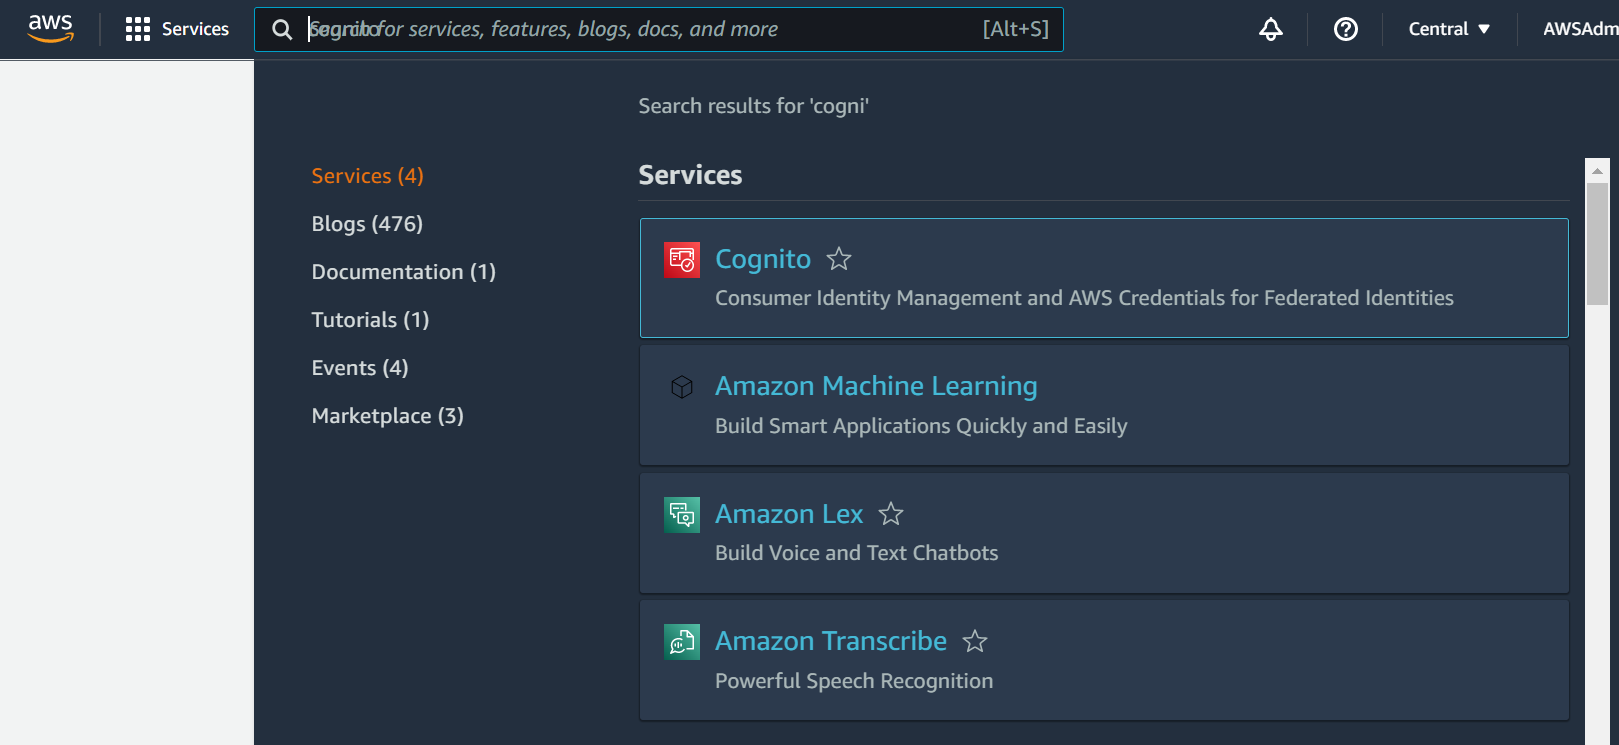 aws
Services
Search for services, features, blogs, docs, and more
Cognito
[Alt+S]
Central
AWSAdm
Search results for 'cogni'
Services (4)
Blogs (476)
Documentation (1)
Tutorials (1)
Events (4)
Marketplace (3)
Services
Cognito
Consumer Identity Management and AWS Credentials for Federated Identities
Amazon Machine Learning
Build Smart Applications Quickly and Easily
Amazon Lex
Build Voice and Text Chatbots
Amazon Transcribe
Powerful Speech Recognition